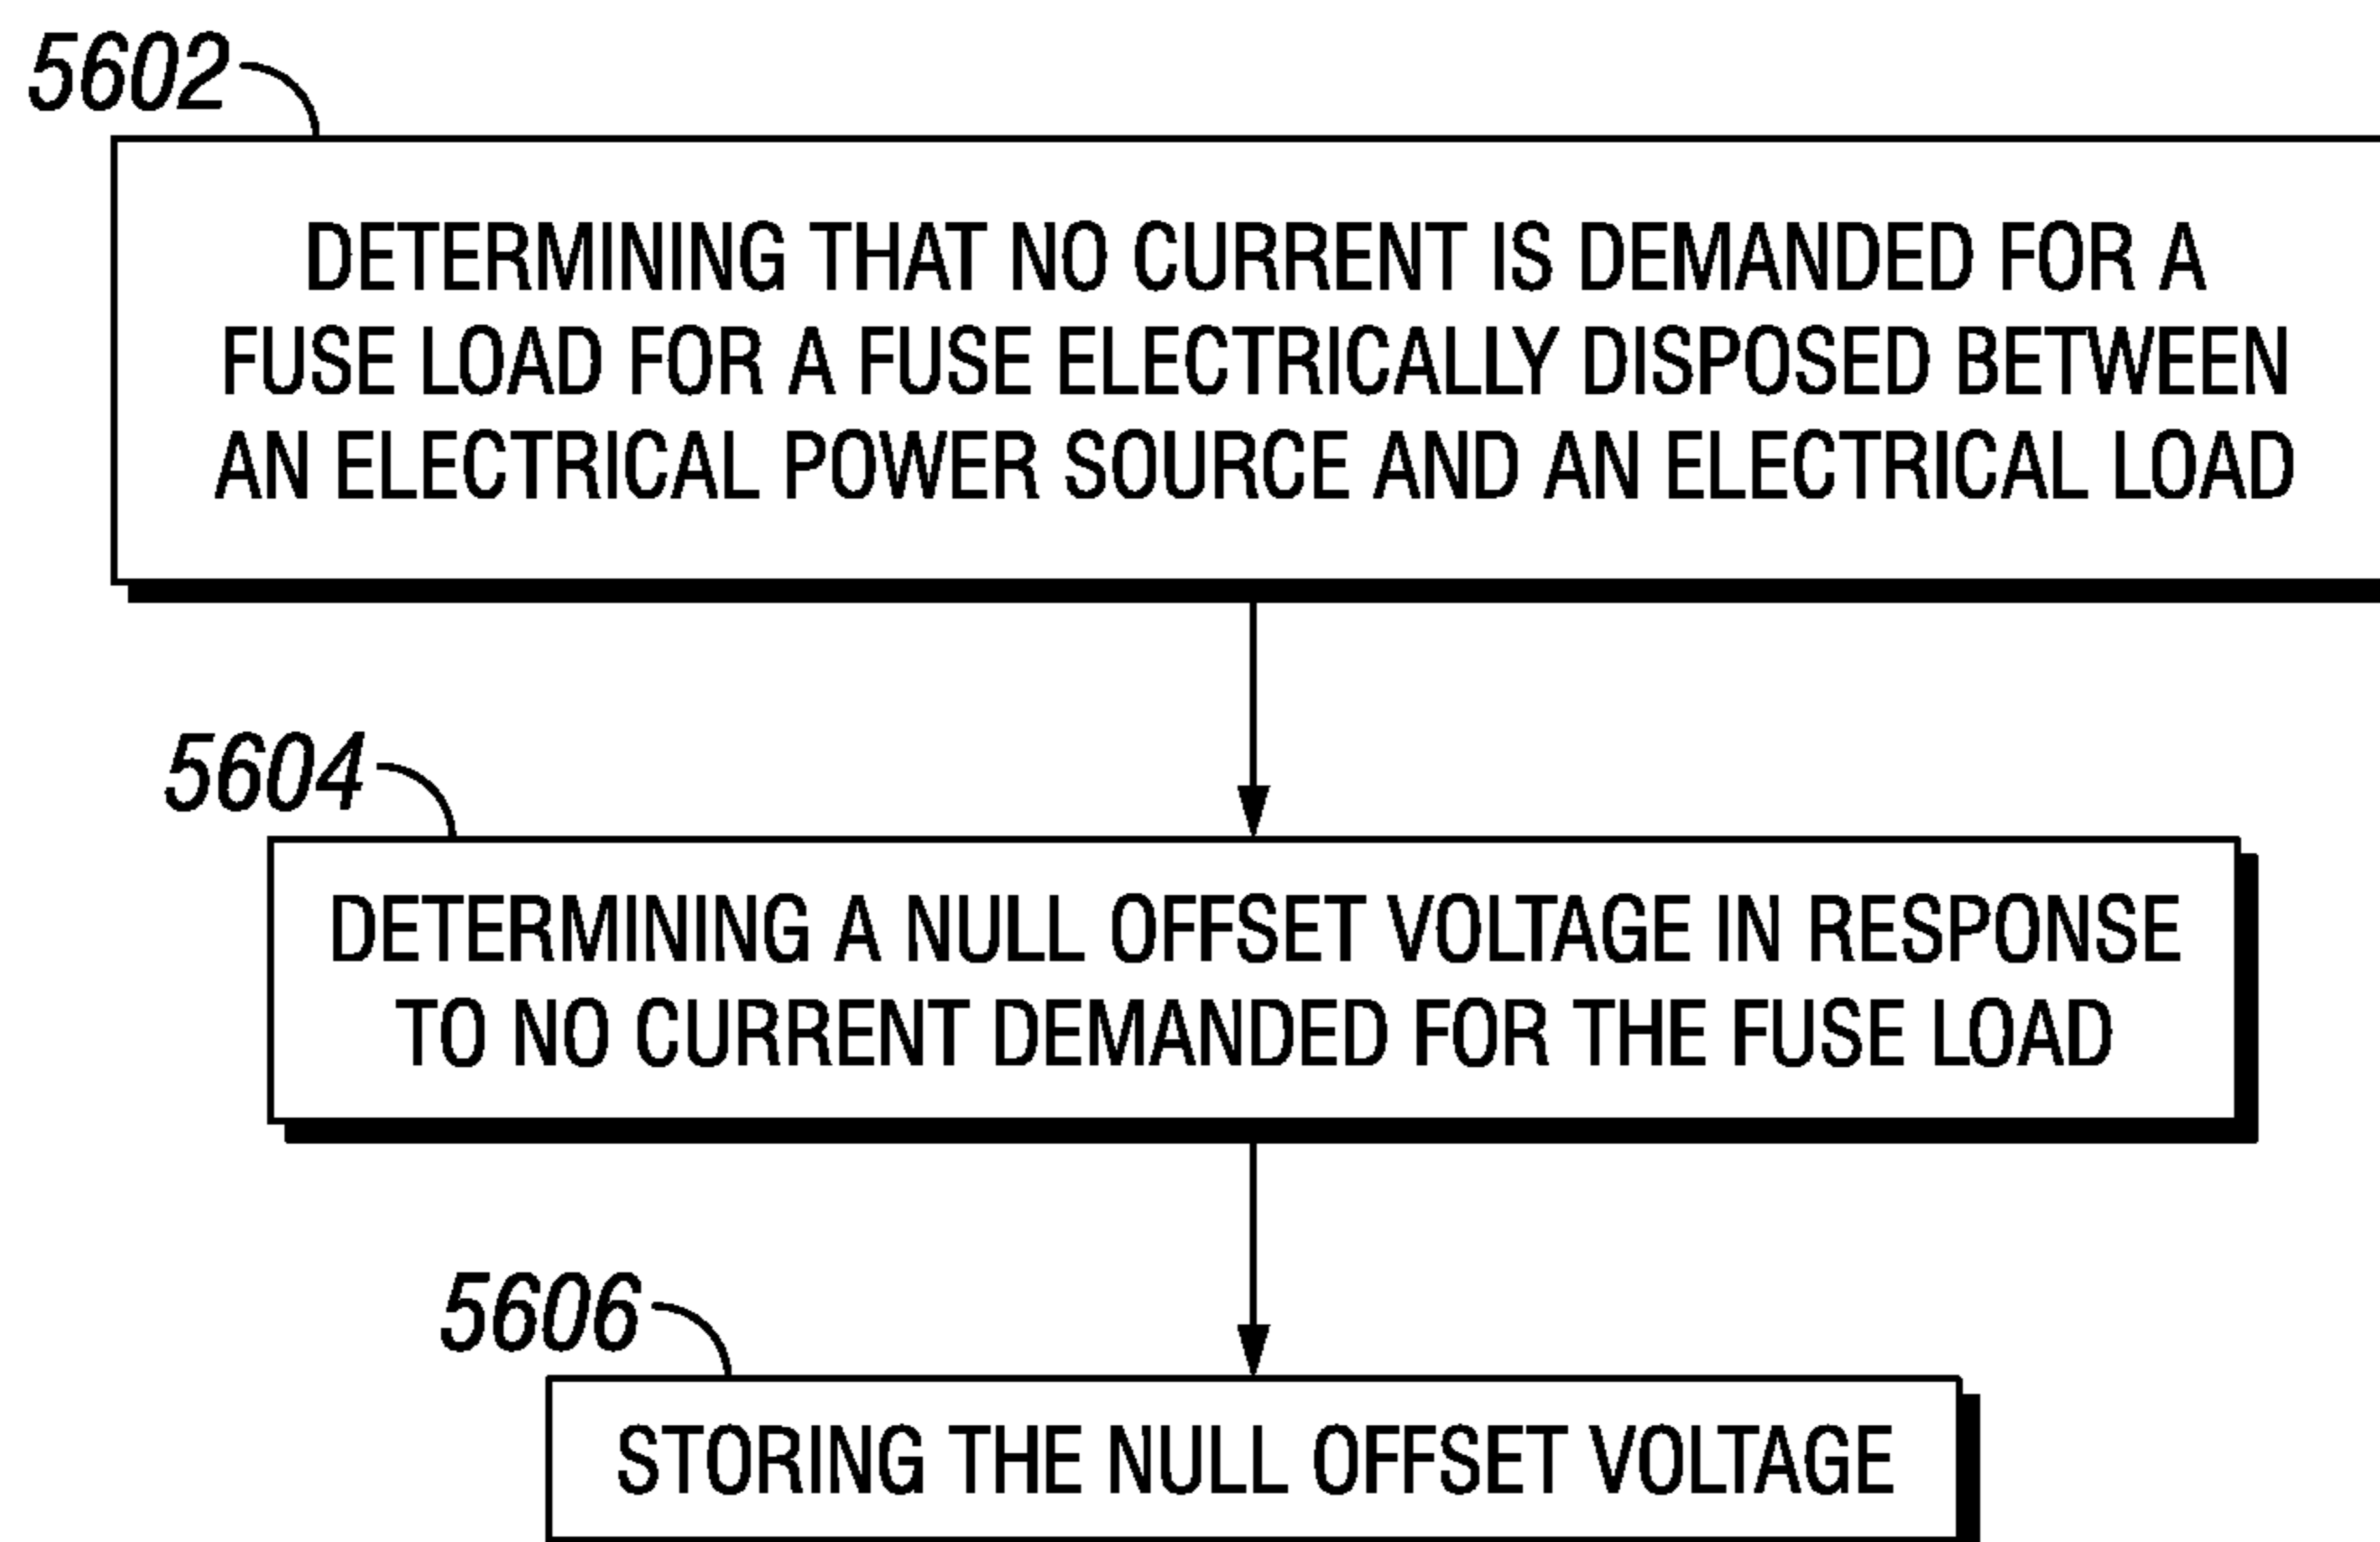 5602
DETERMINING THAT NO CURRENT IS DEMANDED FOR A
FUSE LOAD FOR A FUSE ELECTRICALLY DISPOSED BETWEEN
AN ELECTRICAL POWER SOURCE AND AN ELECTRICAL LOAD
5604
DETERMINING A NULL OFFSET VOLTAGE IN RESPONSE
TO NO CURRENT DEMANDED FOR THE FUSE LOAD
5606
STORING THE NULL OFFSET VOLTAGE